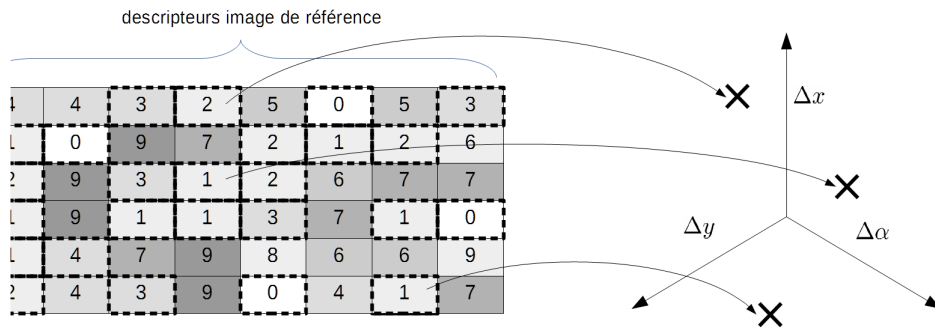 descripteurs image de référence
4 3 2 5 0 5 3 Δx
0 9 7 2 1 2 6
9 3 1 2 6 7 7
9 1 1 3 7 1 0 Δy Δα
4 7 9 8 6 6 9
4 3 9 0 4 1 7